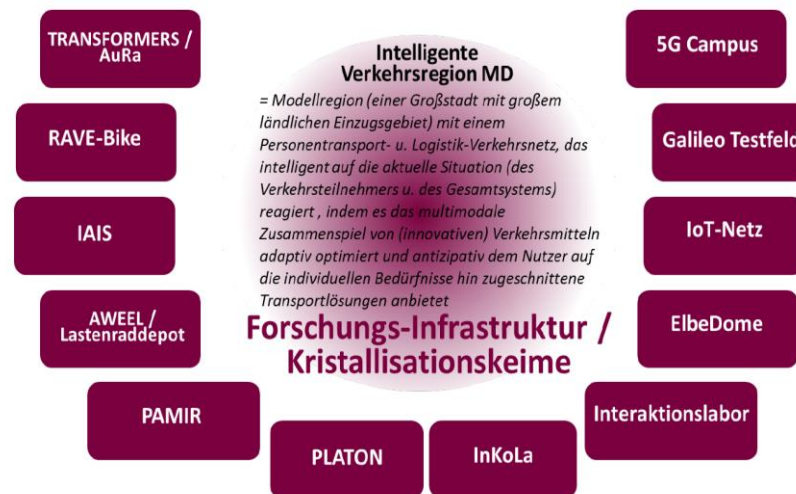 TRANSFORMERS /
AuRa
RAVE-Bike
IAIS
AWEEL /
Lastenraddepot
PAMIR
PLATON
InKoLa
Interaktionslabor
ElbeDome
IoT-Netz
Galileo Testfeld
5G Campus
Intelligente
Verkehrsregion MD
= Modellregion (einer Großstadt mit großem
ländlichen Einzugsgebiet) mit einem
Personentransport- u. Logistik-Verkehrsnetz, das
intelligent auf die aktuelle Situation (des
Verkehrsteilnehmers u. des Gesamtsystems)
reagiert , indem es das multimodale
Zusammenspiel von (innovativen) Verkehrsmitteln
adaptiv optimiert und antizipativ dem Nutzer auf
die individuellen Bedürfnisse hin zugeschnittene
Transportlösungen anbietet
Forschungs-Infrastruktur /
Kristallisationskeime